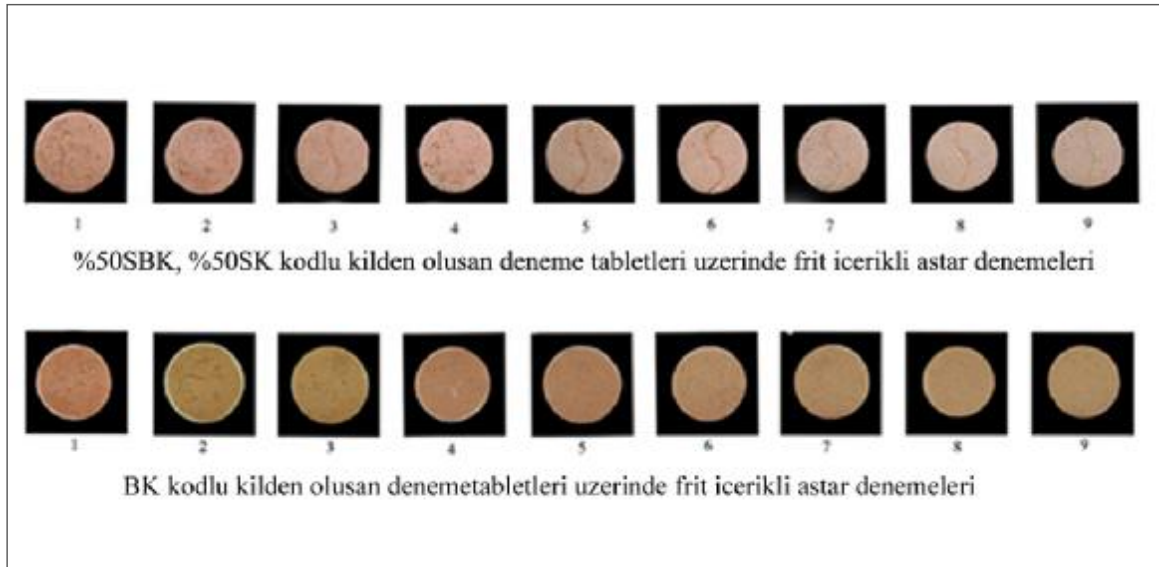 1 2 3 4 5 6 7 8 9
%50SBK, %50SK kodlu kilden olusan deneme tabletleri uzerinde frit icerikli astar denemeleri
1 2 3 4 5 6 7 8 9
BK kodlu kilden olusan denemetabletleri uzerinde frit icerikli astar denemeleri